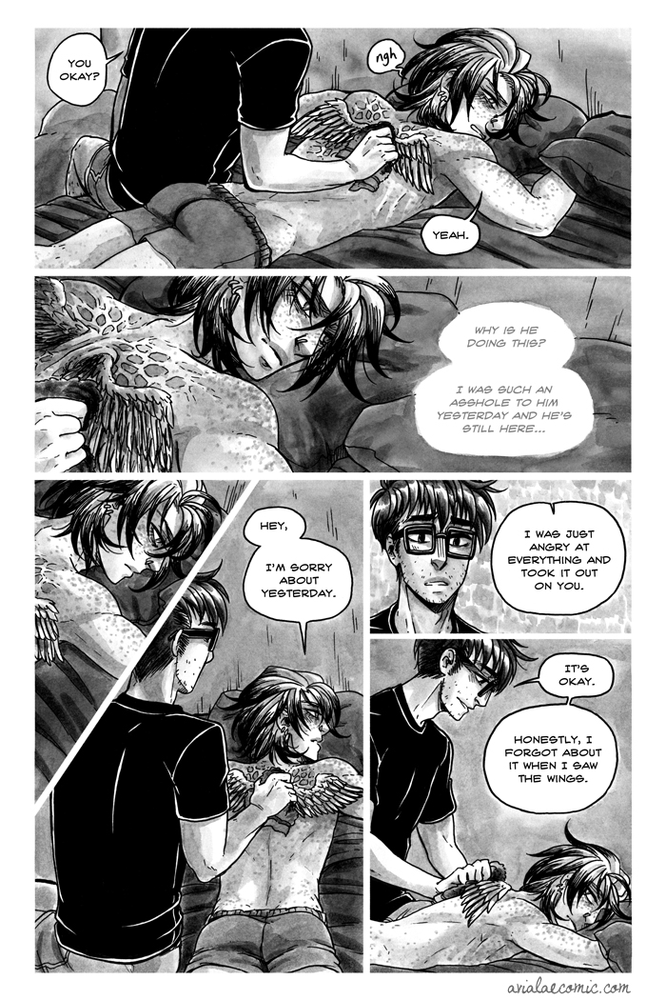 YOU
OKAY?
ngh
YEAH.
WHY IS HE
DOING THIS?
I WAS SUCH AN
ASSHOLE TO HIM
YESTERDAY AND HE'S
STILL HERE...
HEY,
I'M SORRY
ABOUT
YESTERDAY.
I WAS JUST
ANGRY AT
EVERYTHING AND
TOOK IT OUT
ON YOU.
IT'S
OKAY.
HONESTLY, I
FORGOT ABOUT
IT WHEN I SAW
THE WINGS.
avialaecomic.com